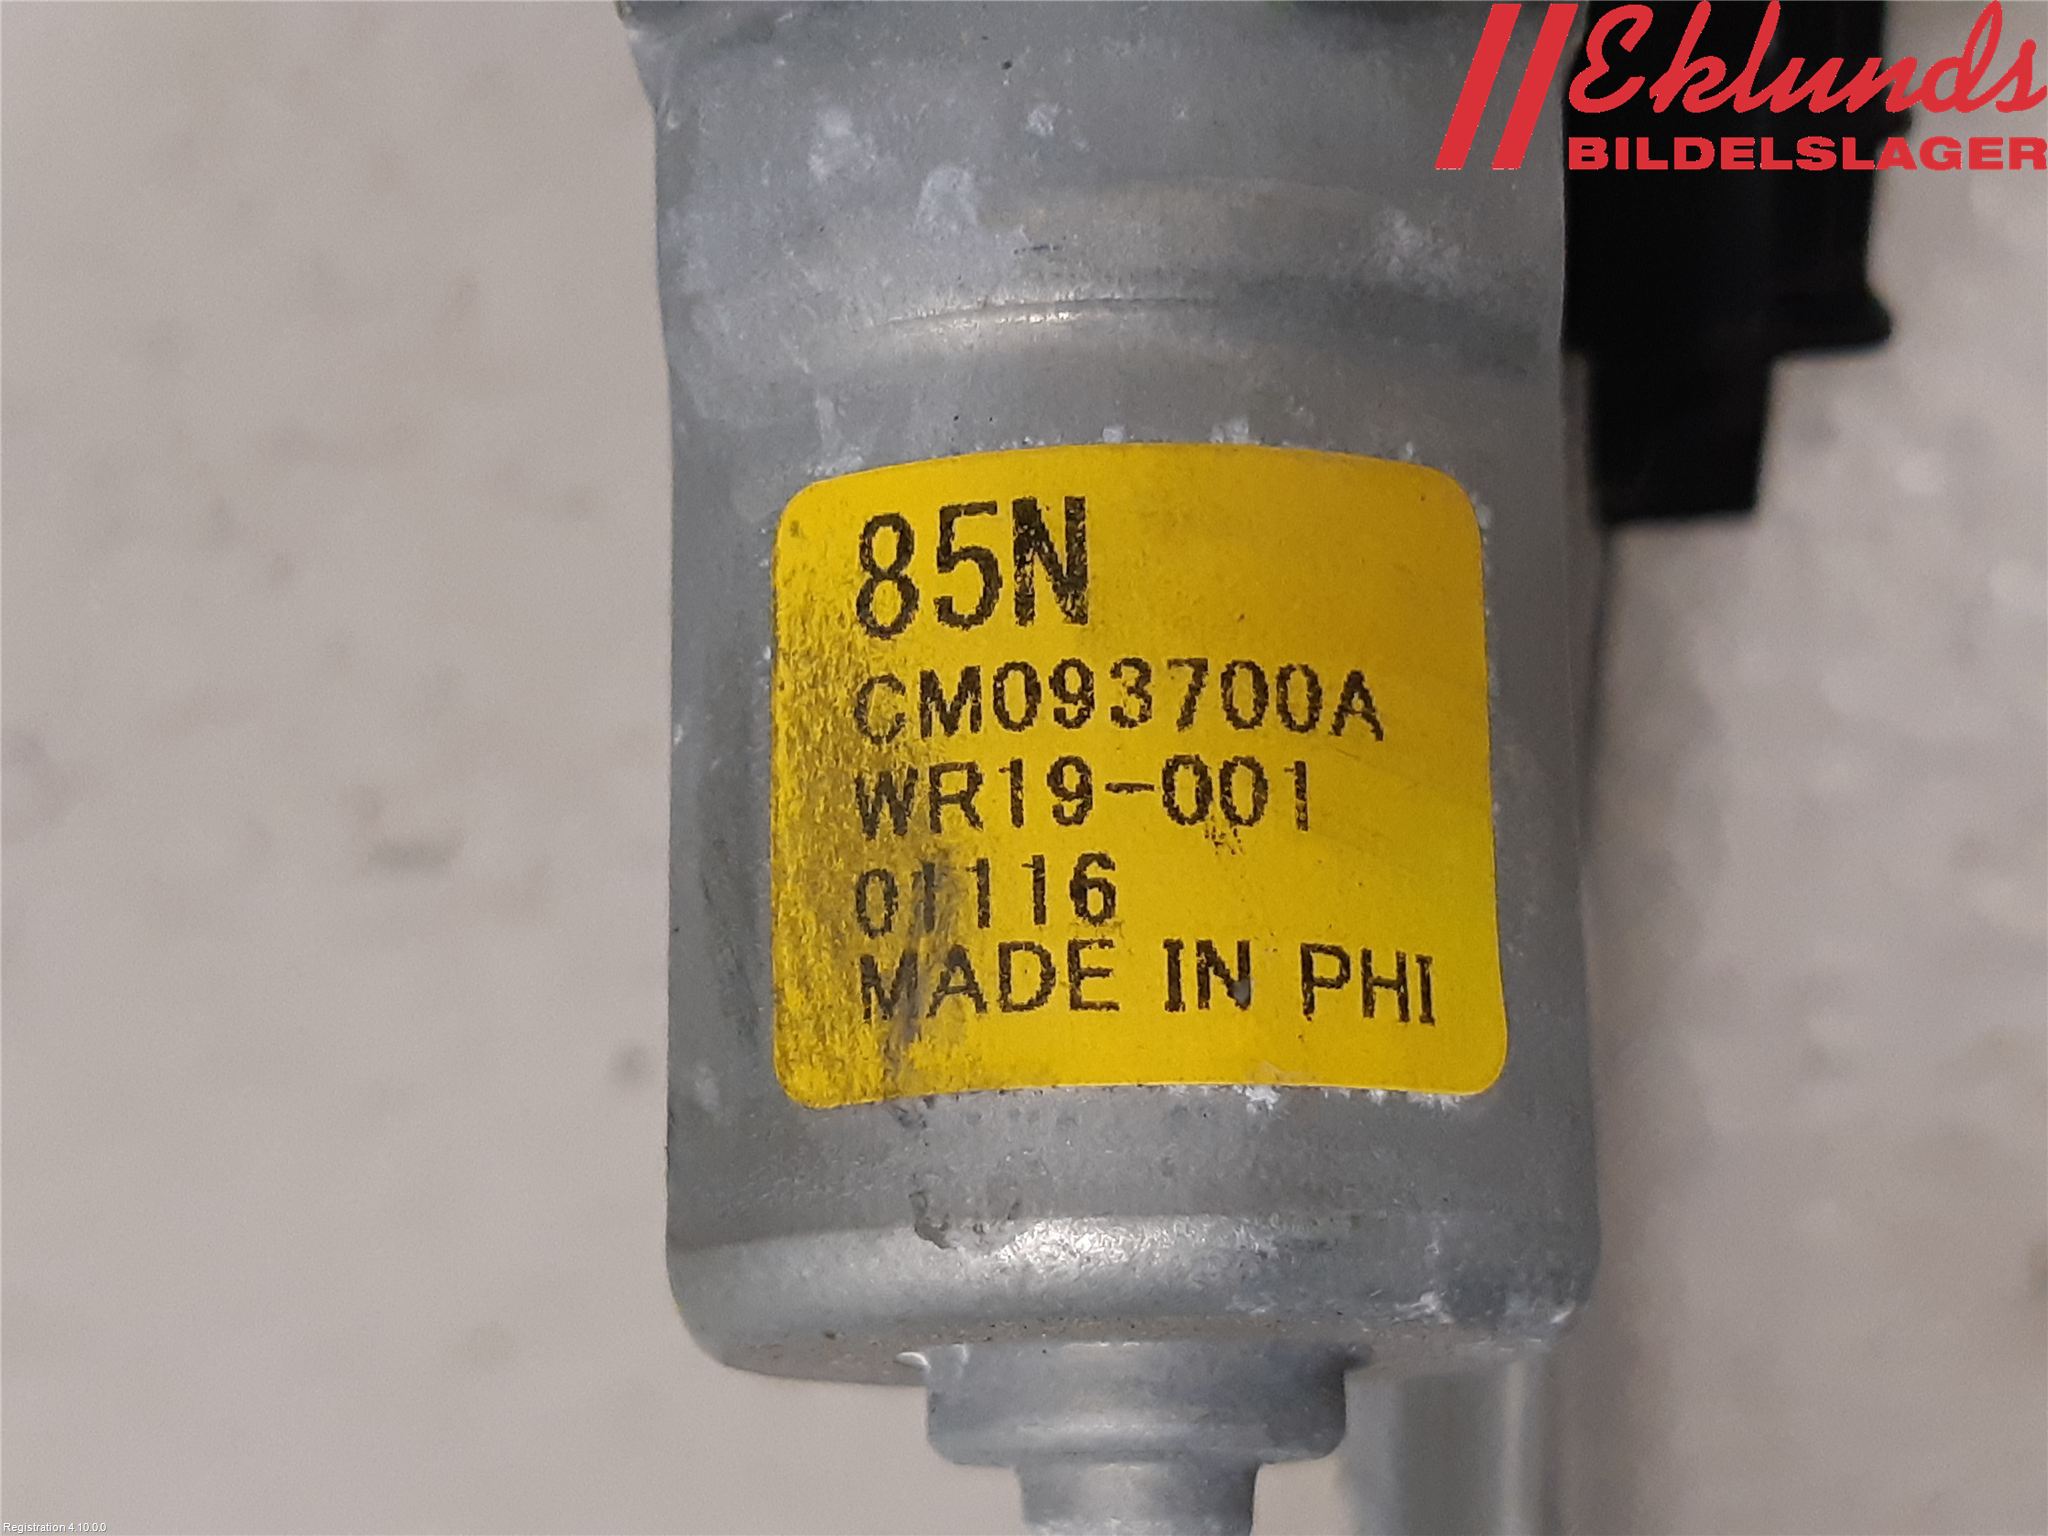 Eklunds
BILDELSLAGER
85N
CM093700A
WR19-001
01116
MADE IN PHI
Registration 4.10.0.0